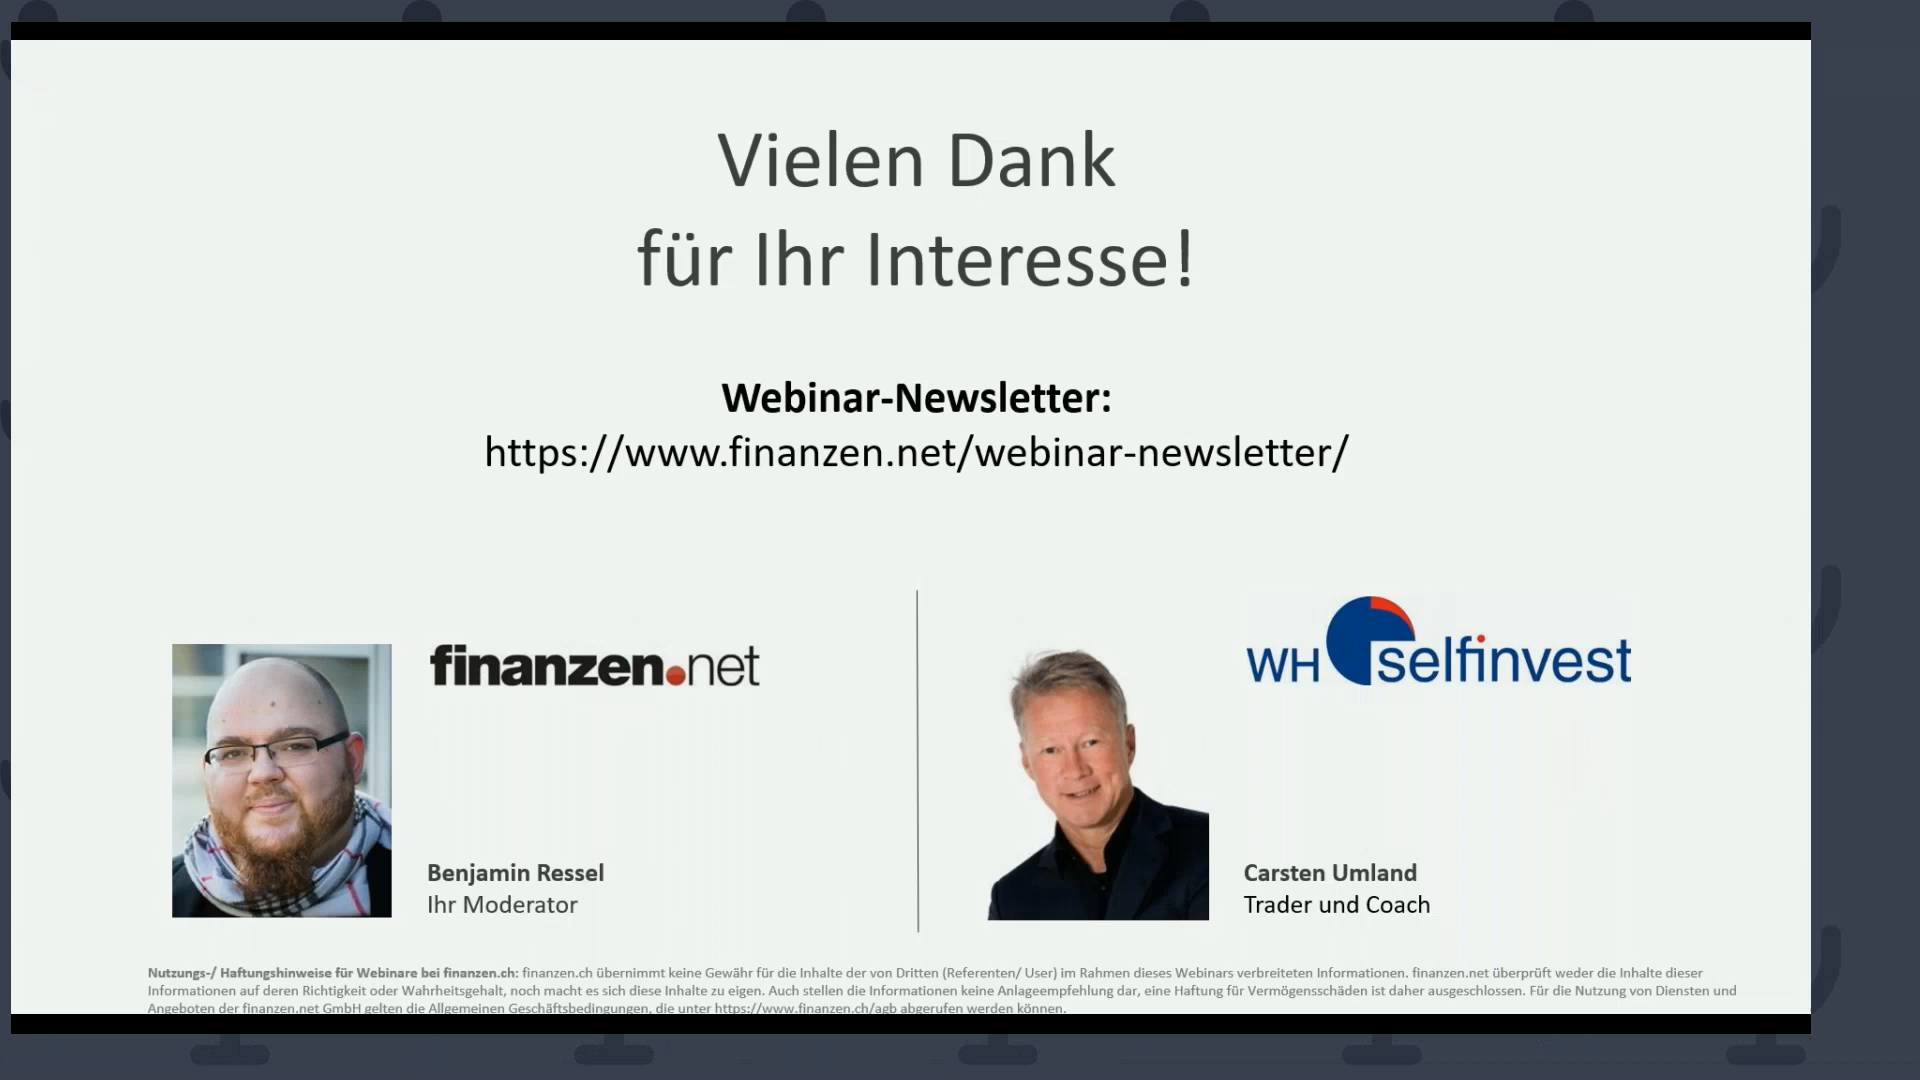 Vielen Dank
für Ihr Interesse!
Webinar-Newsletter:
https://www.finanzen.net/webinar-newsletter/
finanzen.net
Benjamin Ressel
Ihr Moderator
WH selfinvest
Carsten Umland
Trader und Coach
Nutzungs-/ Haftungshinweise für Webinare bei finanzen.ch: finanzen.ch übernimmt keine Gewähr für die Inhalte der von Dritten (Referenten/ User) im Rahmen dieses Webinars verbreiteten Informationen. finanzen.net überprüft weder die Inhalte dieser
Informationen auf deren Richtigkeit oder Wahrheitsgehalt, noch macht es sich diese Inhalte zu eigen. Auch stellen die Informationen keine Anlageempfehlung dar, eine Haftung für Vermögensschäden ist daher ausgeschlossen. Für die Nutzung von Diensten und
Angeboten der finanzen.net GmbH gelten die Allgemeinen Geschäftsbedingungen, die unter https://www.finanzen.ch/agb abgerufen werden können.